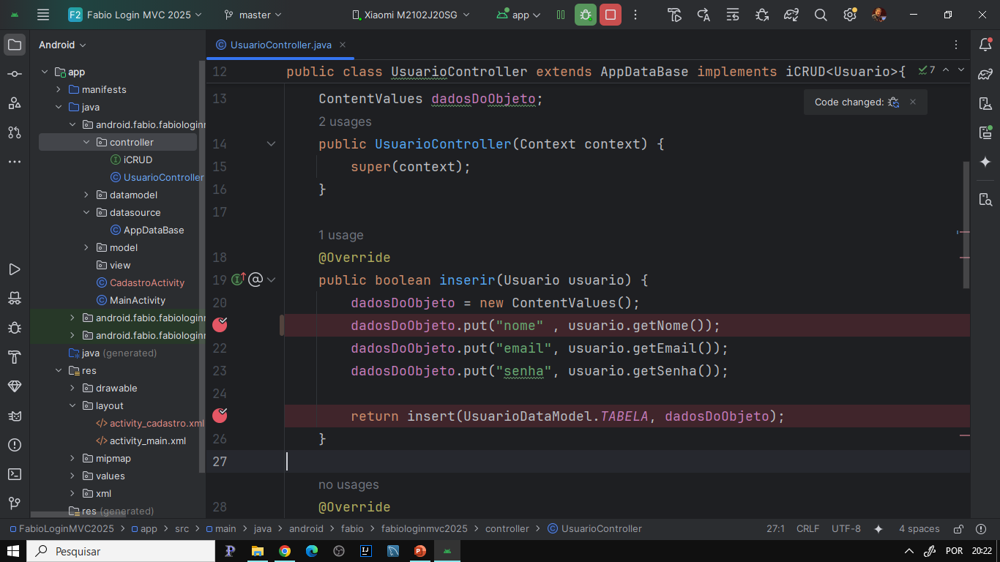 F2 Fabio Login MVC 2025 master Xiaomi M2102J20SG app
Android
UsuarioController.java
app
manifests
java
android.fabio.fabiologinr
controller
iCRUD
UsuarioController
datamodel
datasource
AppDataBase
model
view
CadastroActivity
MainActivity
android.fabio.fabiologinr
android.fabio.fabiologinr
java (generated)
res
drawable
layout
activity_cadastro.xml
activity_main.xml
mipmap
values
xml
res (generated)
12 public class UsuarioController extends AppDataBase implements iCRUD<Usuario>{ 7
13 ContentValues dadosDoObjeto;
Code changed:
2 usages
14 public UsuarioController(Context context) {
15 super(context);
16 }
17
1 usage
18 @Override
19 public boolean inserir(Usuario usuario) {
20 dadosDoObjeto = new ContentValues();
dadosDoObjeto.put("nome" , usuario.getNome());
22 dadosDoObjeto.put("email", usuario.getEmail());
23 dadosDoObjeto.put("senha", usuario.getSenha());
24
return insert(UsuarioDataModel.TABELA, dadosDoObjeto);
26 }
27
no usages
28 @Override
FabioLoginMVC2025 > app > src > main > java > android > fabio > fabiologinmvc2025 > controller > UsuarioController 27:1 CRLF UTF-8 4 spaces
Pesquisar POR 20:22